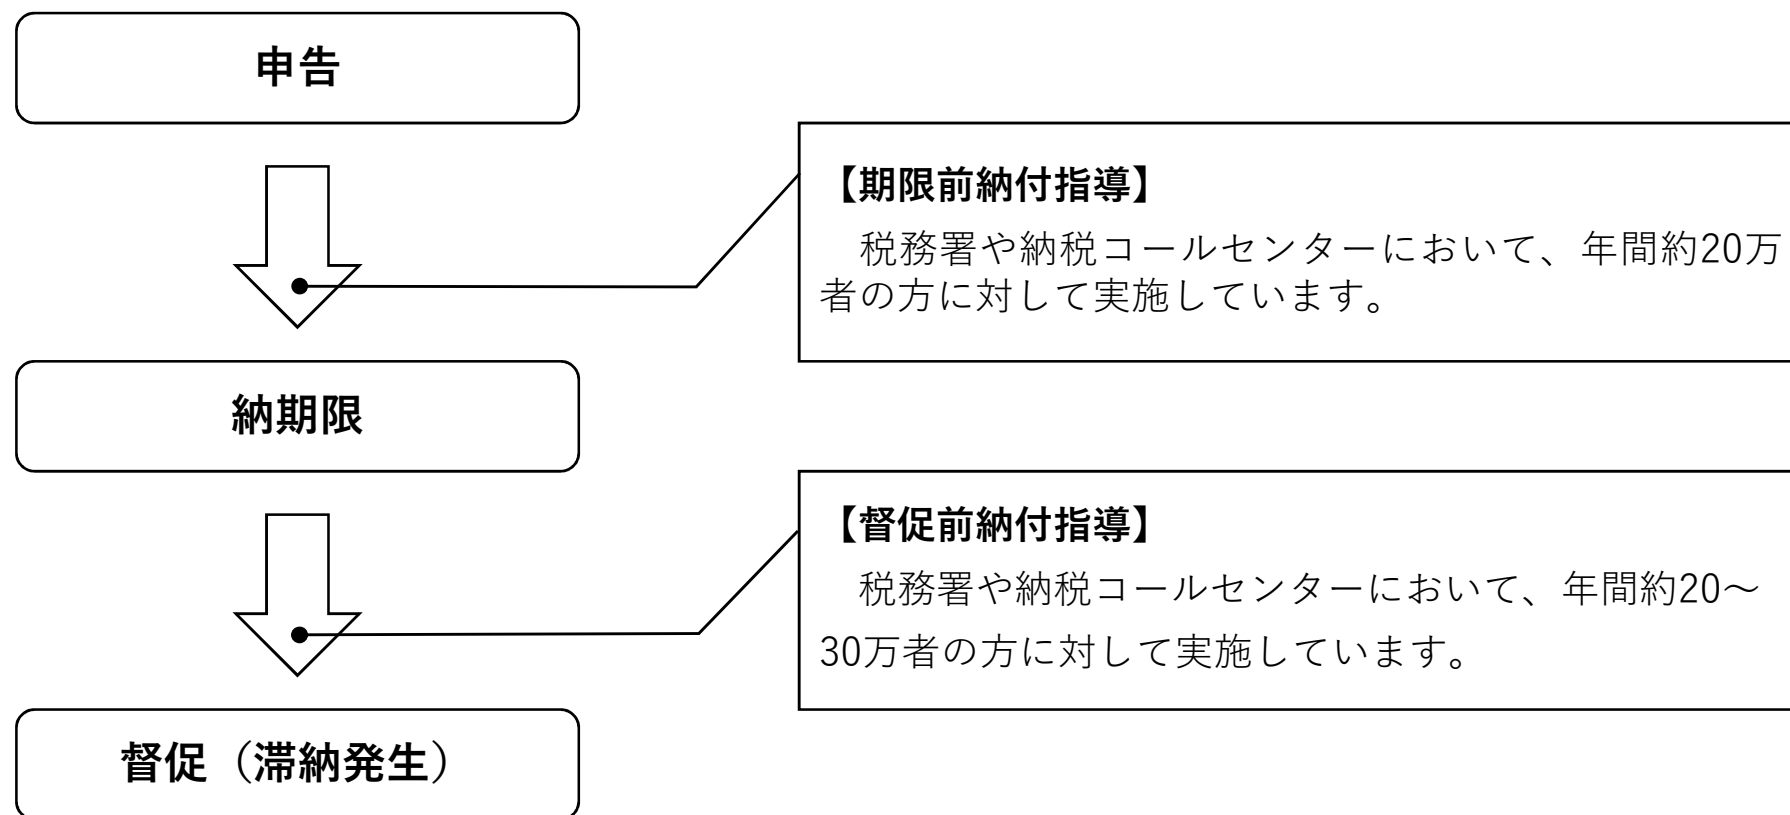 申告
【期限前納付指導】
税務署や納税コールセンターにおいて、年間約20万
者の方に対して実施しています。
納期限
【督促前納付指導】
税務署や納税コールセンターにおいて、年間約20～
30万者の方に対して実施しています。
督促（滞納発生）